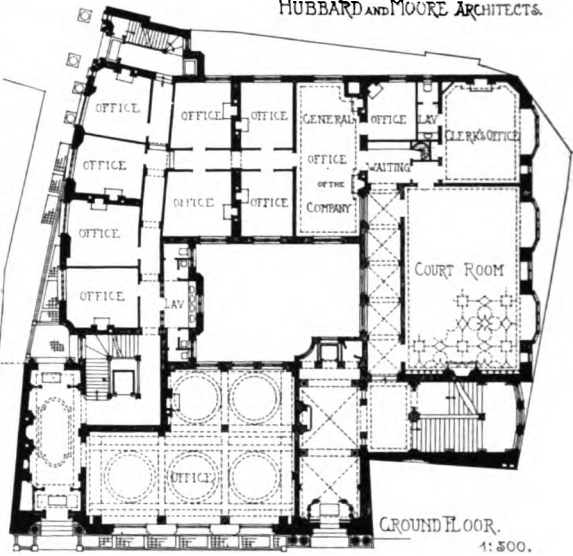 HUBBARD AND MOORE ARCHITECTS.
OFFICE
OFFICE
OFFICE
GENERAL
OFFICE
OF THE
COMPANY
OFFICE
LAV
CLERK'S OFFICE
OFFICE
WAITING
OFFICE
OFFICE
OFFICE
COURT ROOM
OFFICE
LAV
OFFICE
GROUND FLOOR.
1:500.